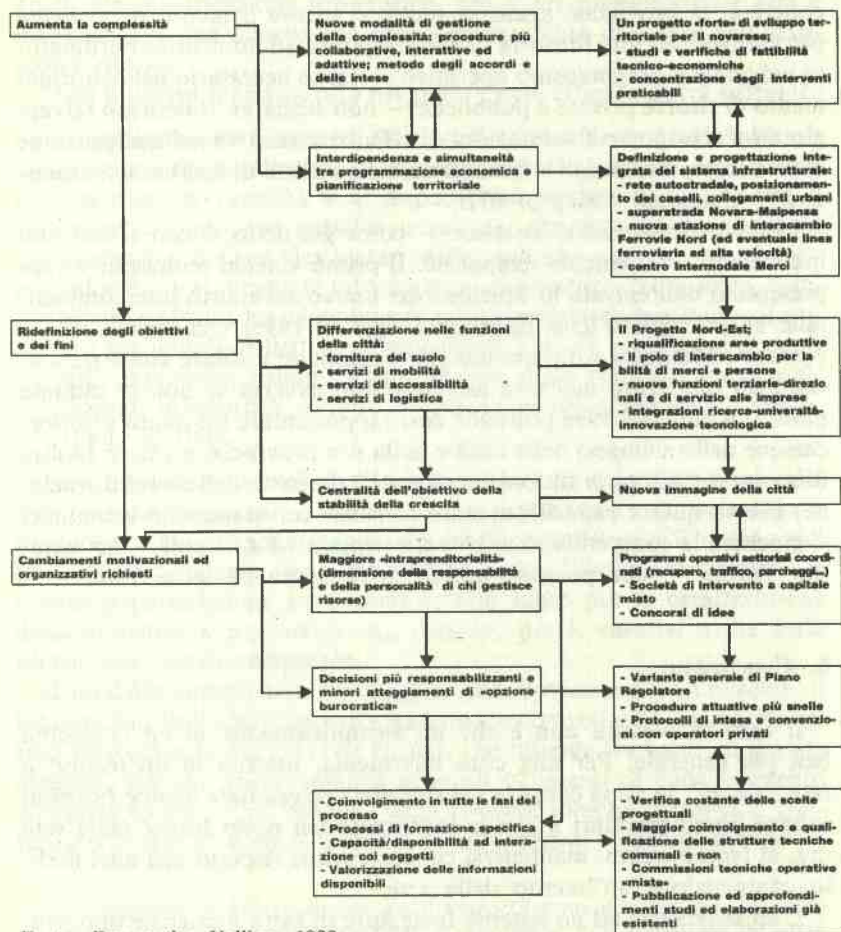 Aumenta la complessità
Nuove modalità di gestione
della complessità: procedure più
collaborative, interattive ed
adattive; metodo degli accordi e
delle intese
Un progetto «forte» di sviluppo ter-
ritoriale per il novarese:
- studi e verifiche di fattibilità
tecnico-economiche
- concentrazione degli interventi
praticabili
Interdipendenza e simultaneità
tra programmazione economica e
pianificazione territoriale
Definizione e progettazione inte-
grata del sistema infrastrutturale:
- rete autostradale, posizionamen-
to dei caselli, collegamenti urbani
- superstrada Novara-Malpensa
- nuova stazione di interscambio
Ferrovie Nord (ed eventuale linea
ferroviaria ad alta velocità)
- centro Intermodale Merci
Ridefinizione degli obiettivi
e dei fini
Differenziazione nelle funzioni
della città:
- fornitura del suolo
- servizi di mobilità
- servizi di accessibilità
- servizi di logistica
Il Progetto Nord-Est:
- riqualificazione aree produttive
- il polo di interscambio per la mo
bilità di merci e persone
- nuove funzioni terziarie-direzio
nali e di servizio alle imprese
- integrazioni ricerca-università-
innovazione tecnologica
Centralità dell'obiettivo della
stabilità della crescita
Nuova immagine della città
Cambiamenti motivazionali ed
organizzativi richiesti
Maggiore «intraprenditorialità»
(dimensione della responsabilità
e della personalità di chi gestisce
risorse)
Programmi operativi settoriali coordi-
nati (recupero, traffico, parcheggi...)
- Società di intervento a capitale
misto
- Concorsi di idee
Decisioni più responsabilizzanti e
minori atteggiamenti di «opzione
burocratica»
- Variante generale di Piano
Regolatore
- Procedure attuative più snelle
- Protocolli di intesa e convenzio
ni con operatori privati
- Coinvolgimento in tutte le fasi del
processo
- Processi di formazione specifica
- Capacità/disponibilità di intera-
zione coi soggetti
- Valorizzazione delle informazioni
disponibili
- Verifica costante delle scelte
progettuali
- Maggior coinvolgimento e quali-
ficazione delle strutture tecniche
comunali e non
- Commissioni tecniche operative
«miste»
- Pubblicazione ed approfondi-
menti studi ed elaborazioni già
esistenti